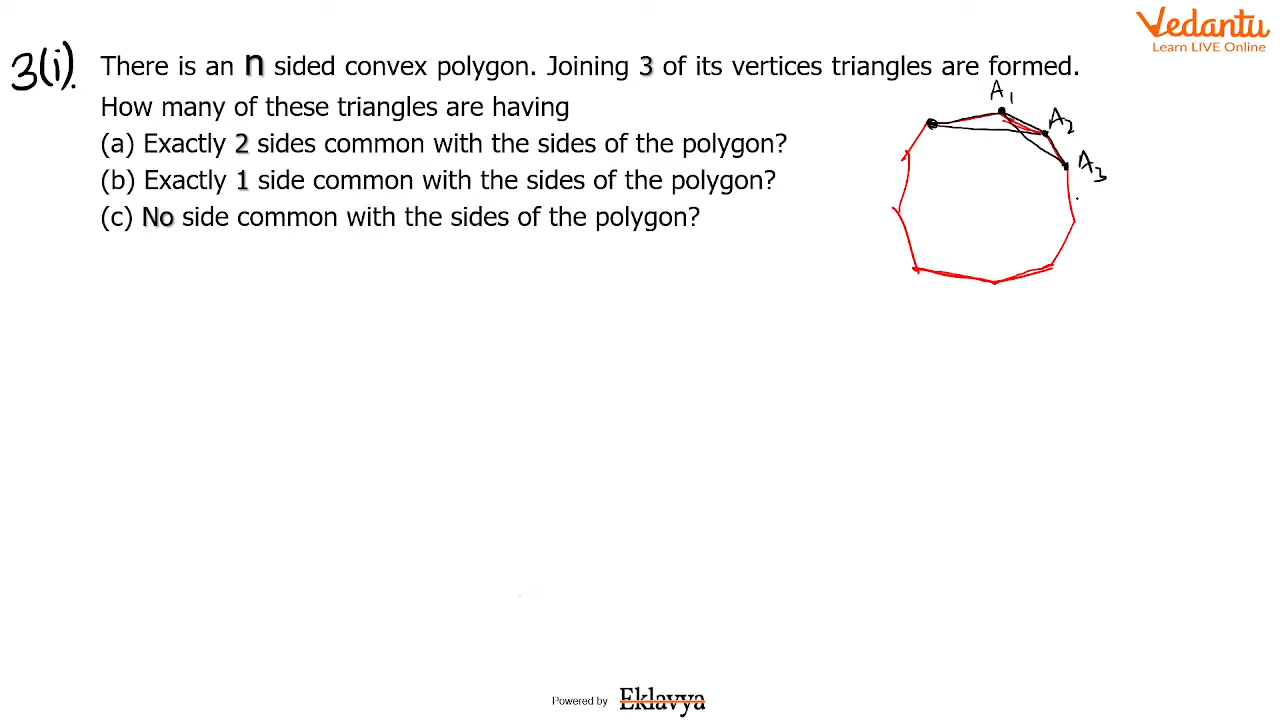 Vedantu
Learn LIVE Online
3(i).
There is an n sided convex polygon. Joining 3 of its vertices triangles are formed.
How many of these triangles are having
(a) Exactly 2 sides common with the sides of the polygon?
(b) Exactly 1 side common with the sides of the polygon?
(c) No side common with the sides of the polygon?
A1
A2
A3
Powered by Eklavya